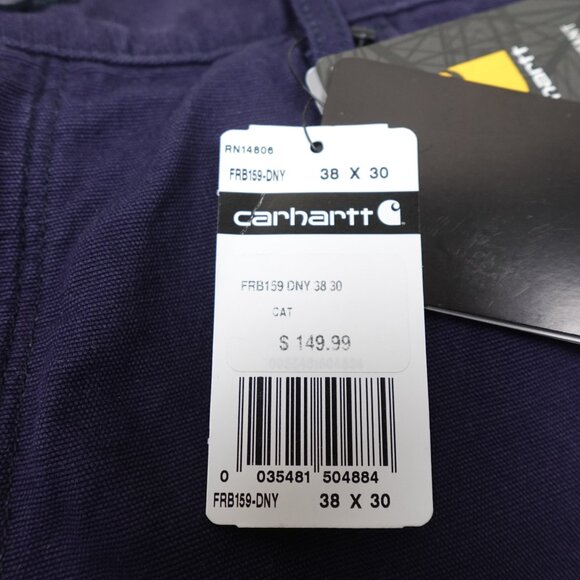 RN14806
FRB159-DNY 38 X 30
carhartt
FRB159 DNY 38 30
CAT
$ 149.99
0 035481 504884
FRB159-DNY 38 X 30